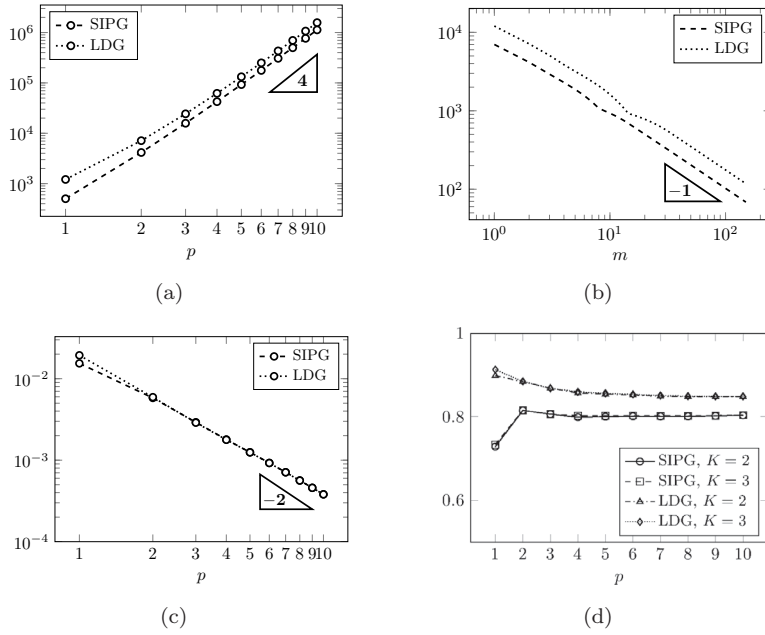 10^6
10^5
10^4
10^3
SIPG
LDG
4
1 2 3 4 5 6 7 8 9 10
p
(a)
10^4
10^3
10^2
SIPG
LDG
−1
10^0 10^1 10^2
m
(b)
10^−2
10^−3
10^−4
SIPG
LDG
−2
1 2 3 4 5 6 7 8 9 10
p
(c)
1
0.8
0.6
SIPG, K = 2
SIPG, K = 3
LDG, K = 2
LDG, K = 3
1 2 3 4 5 6 7 8 9 10
p
(d)